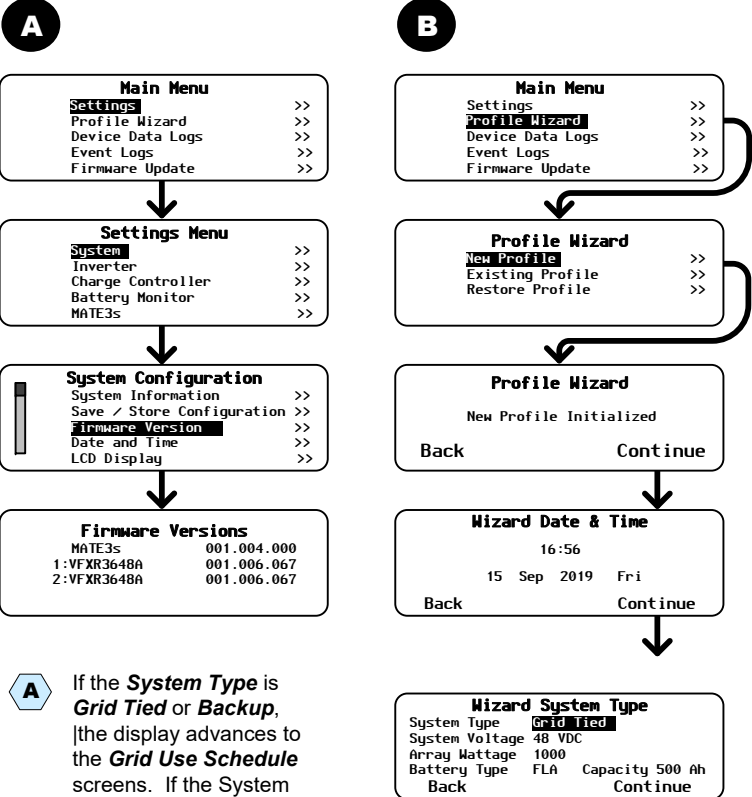 A
Main Menu
Settings >>
Profile Wizard >>
Device Data Logs >>
Event Logs >>
Firmware Update >>
Settings Menu
System >>
Inverter >>
Charge Controller >>
Battery Monitor >>
MATE3s >>
System Configuration
System Information >>
Save / Store Configuration >>
Firmware Version >>
Date and Time >>
LCD Display >>
Firmware Versions
MATE3s 001.004.000
1:VFXR3648A 001.006.067
2:VFXR3648A 001.006.067
A
If the System Type is
Grid Tied or Backup,
|the display advances to
the Grid Use Schedule
screens. If the System
B
Main Menu
Settings >>
Profile Wizard >>
Device Data Logs >>
Event Logs >>
Firmware Update >>
Profile Wizard
New Profile >>
Existing Profile >>
Restore Profile >>
Profile Wizard
New Profile Initialized
Back Continue
Wizard Date & Time
16:56
15 Sep 2019 Fri
Back Continue
Wizard System Type
System Type Grid Tied
System Voltage 48 VDC
Array Wattage 1000
Battery Type FLA Capacity 500 Ah
Back Continue